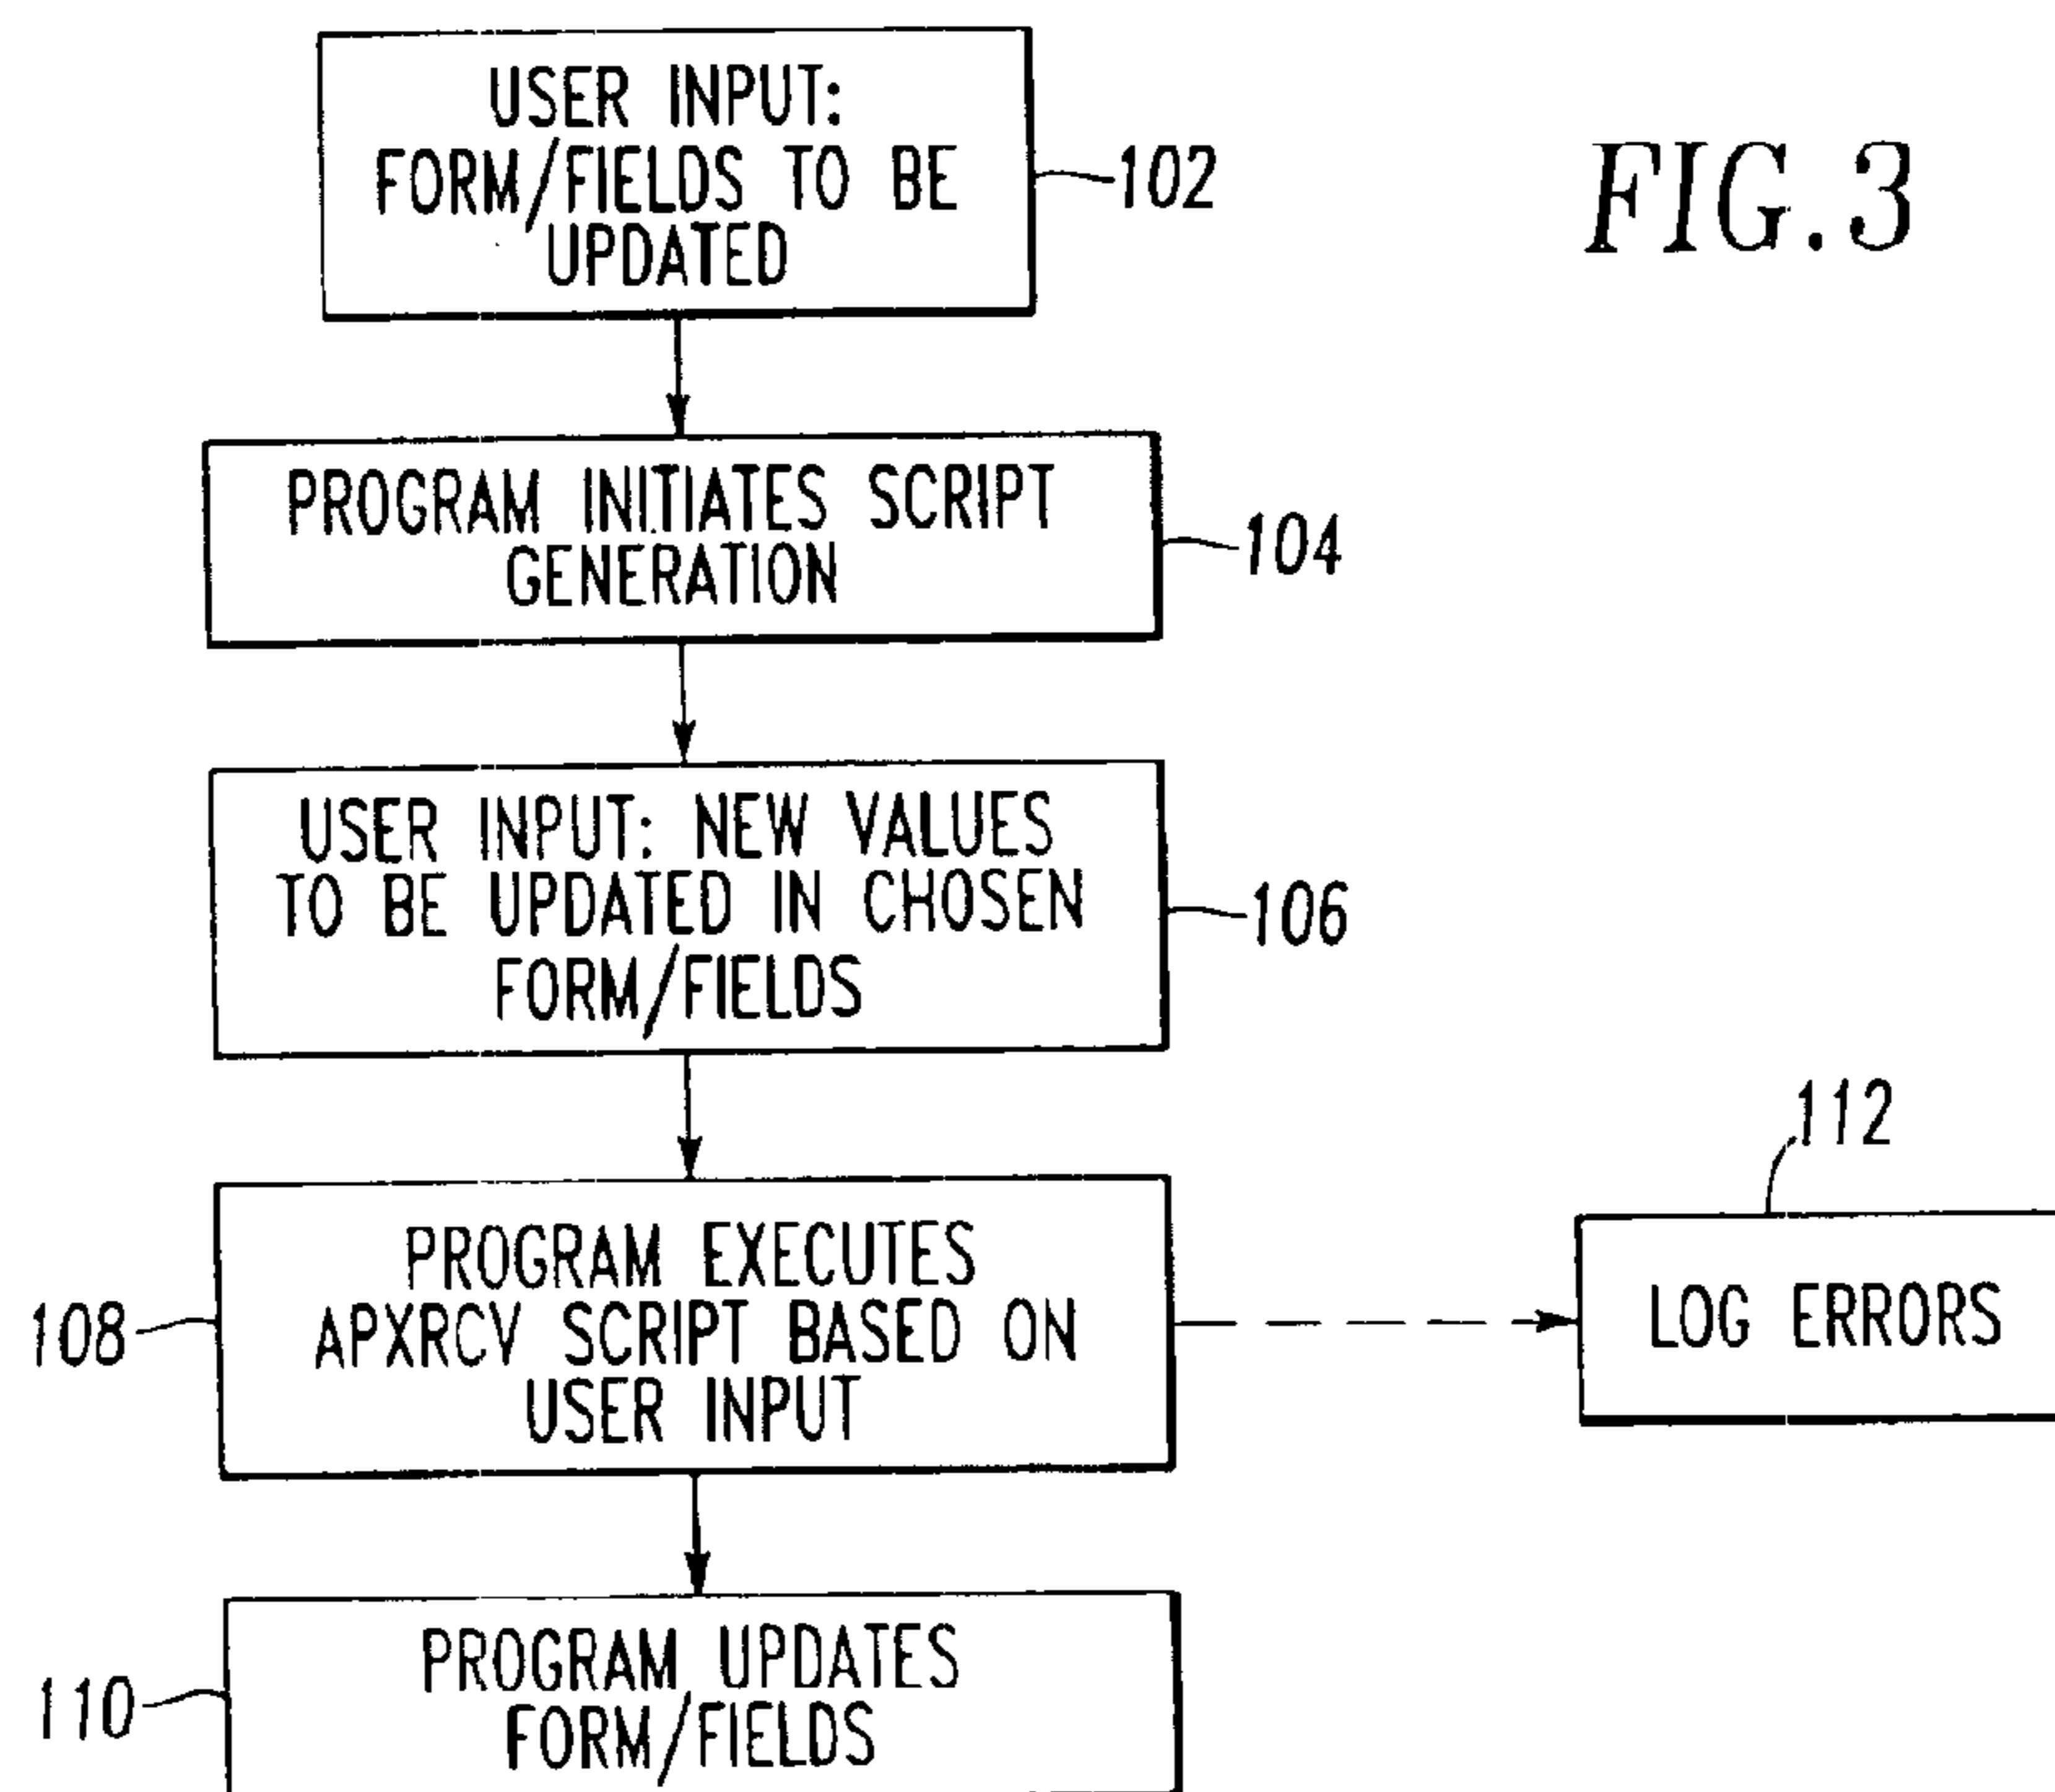 USER INPUT:
FORM/FIELDS TO BE
UPDATED
102
FIG.3
PROGRAM INITIATES SCRIPT
GENERATION
104
USER INPUT: NEW VALUES
TO BE UPDATED IN CHOSEN
FORM/FIELDS
106
PROGRAM EXECUTES
APXRCV SCRIPT BASED ON
USER INPUT
108
112
LOG ERRORS
PROGRAM UPDATES
FORM/FIELDS
110